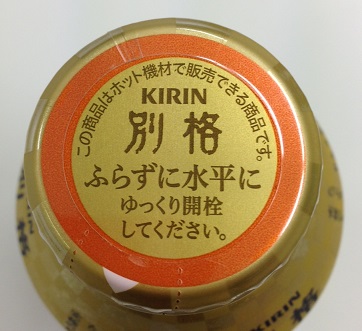 この商品はホット機材で販売できる商品です。
KIRIN
別格
ふらずに水平に
ゆっくり開栓
してください。